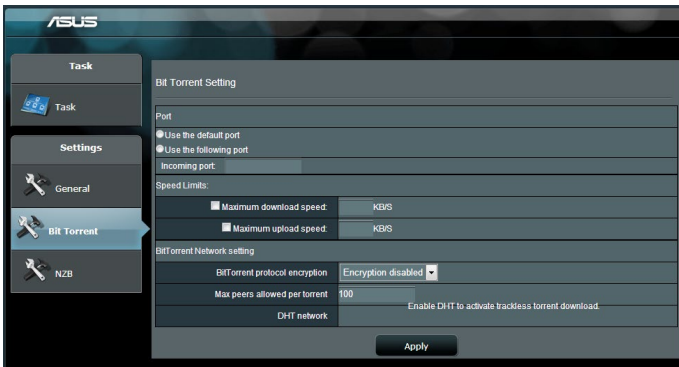 ASUS
Task
Task
Settings
General
Bit Torrent
NZB
Bit Torrent Setting
Port
Use the default port
Use the following port
Incoming port:
Speed Limits:
Maximum download speed: KB/S
Maximum upload speed: KB/S
BitTorrent Network setting
BitTorrent protocol encryption Encryption disabled
Max peers allowed per torrent 100
Enable DHT to activate trackless torrent download.
DHT network
Apply